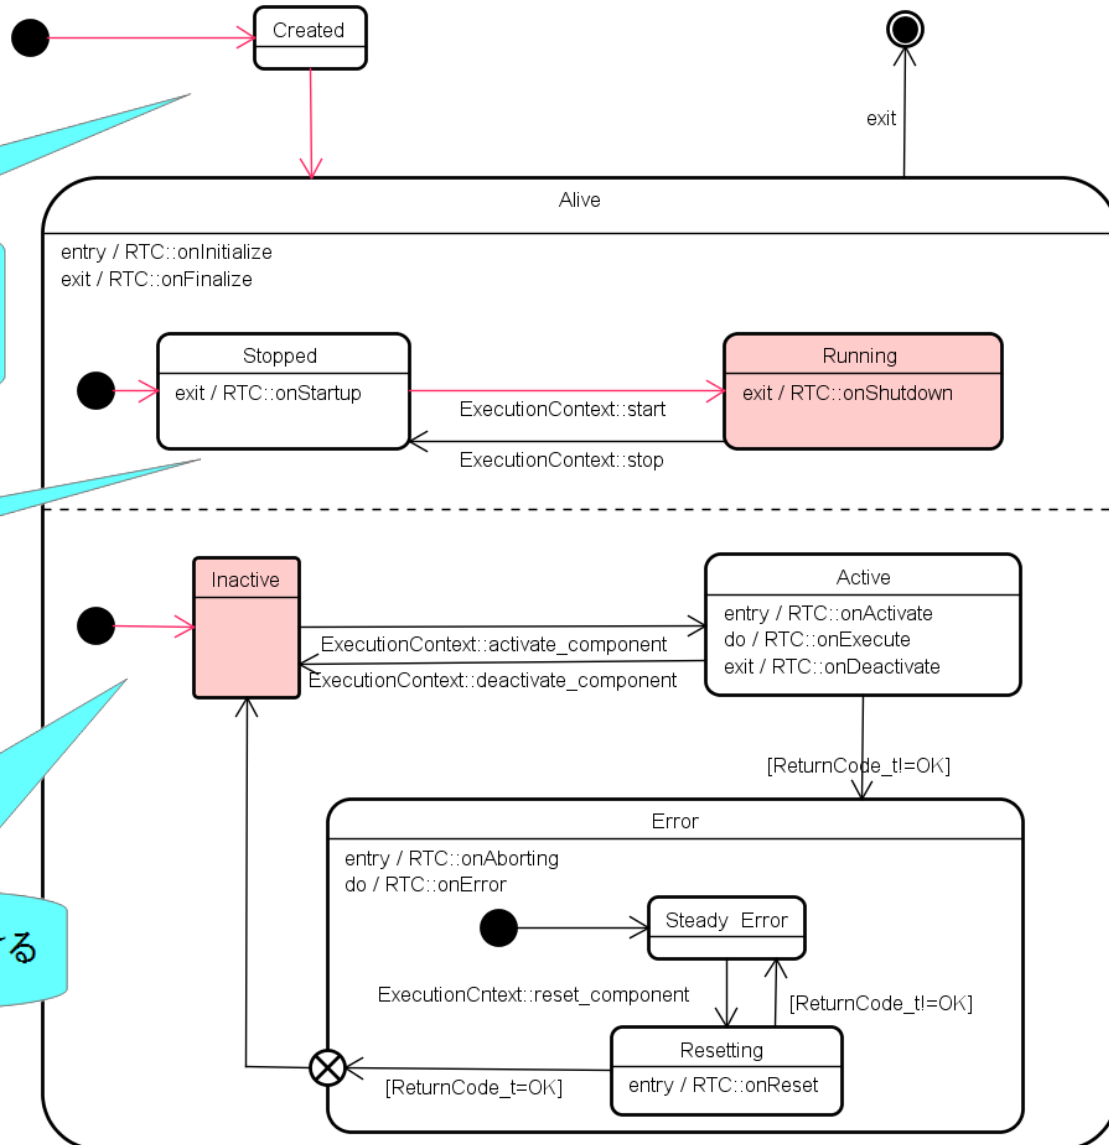 Created
exit
Alive
entry / RTC::onInitialize
exit / RTC::onFinalize
Stopped
exit / RTC::onStartup
Running
exit / RTC::onShutdown
ExecutionContext::start
ExecutionContext::stop
Inactive
Active
entry / RTC::onActivate
do / RTC::onExecute
exit / RTC::onDeactivate
ExecutionContext::activate_component
ExecutionContext::deactivate_component
[ReturnCode_t!=OK]
Error
entry / RTC::onAborting
do / RTC::onError
Steady Error
ExecutionCntext::reset_component
[ReturnCode_t!=OK]
Resetting
entry / RTC::onReset
[ReturnCode_t=OK]
る